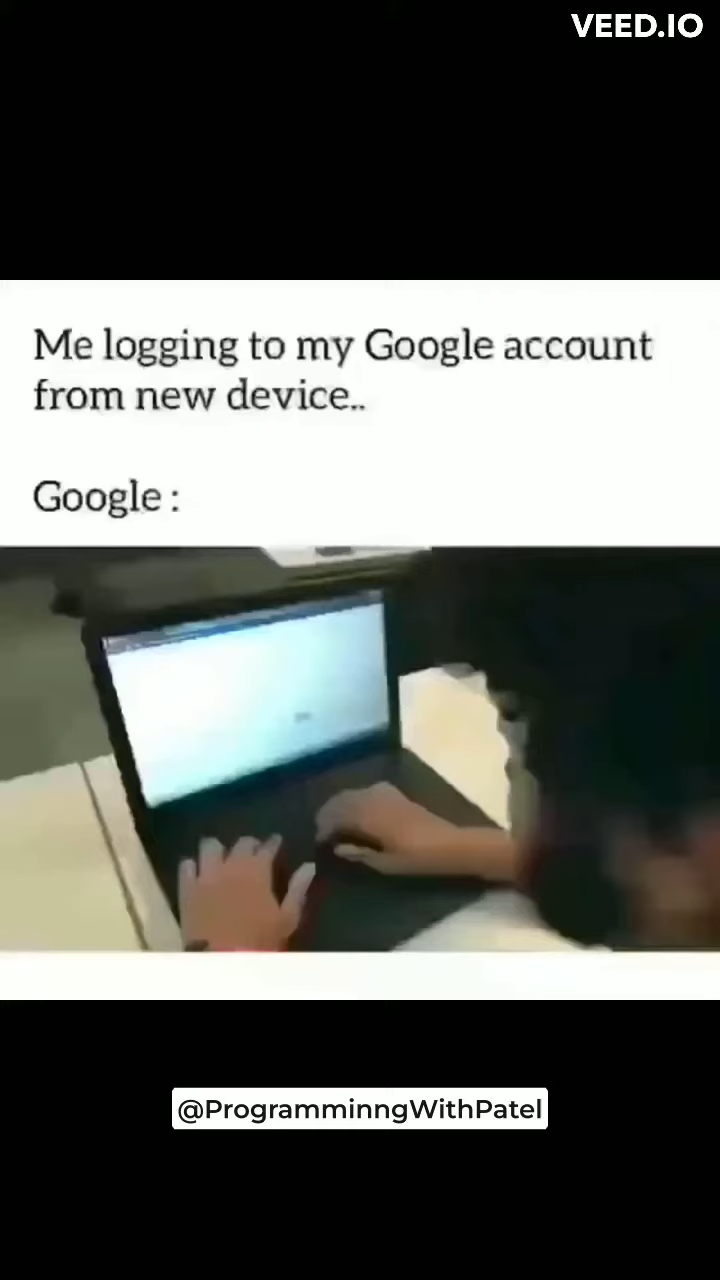 VEED.IO
Me logging to my Google account
from new device..
Google :
@ProgramminngWithPatel